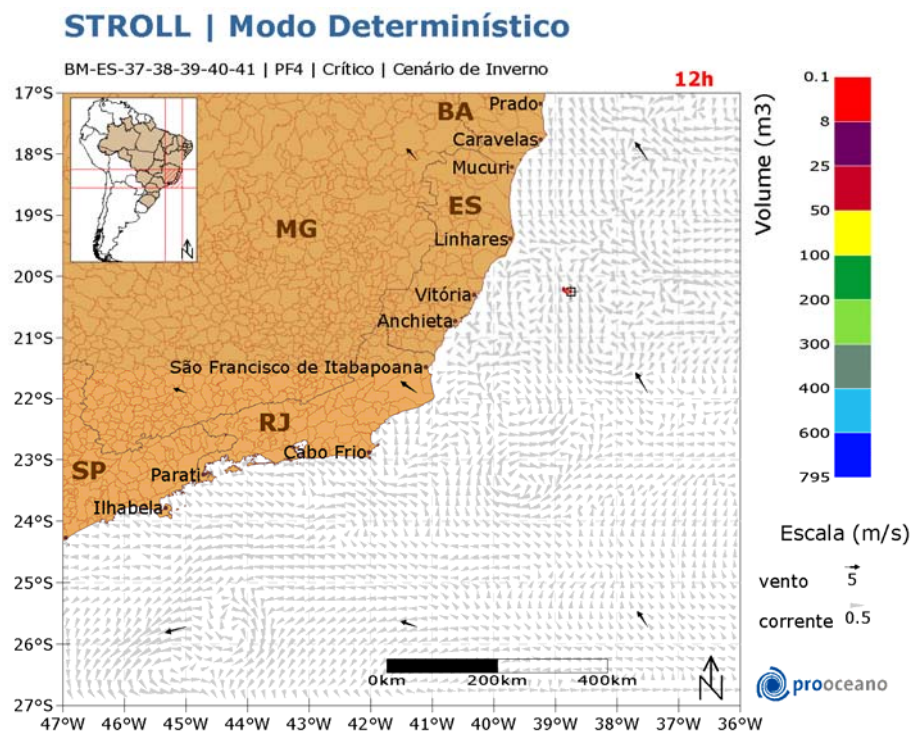 STROLL | Modo Determinístico
BM-ES-37-38-39-40-41 | PF4 | Crítico | Cenário de Inverno
12h
17°S
18°S
19°S
20°S
21°S
22°S
23°S
24°S
25°S
26°S
27°S
BA
Prado
Caravelas
Mucuri
ES
MG
Linhares
Vitória
Anchieta
São Francisco de Itabapoana
RJ
Cabo Frio
SP
Parati
Ilhabela
N
0km 200km 400km
N
47°W 46°W 45°W 44°W 43°W 42°W 41°W 40°W 39°W 38°W 37°W 36°W
Volume (m3)
0.1
8
25
50
100
200
300
400
600
795
Escala (m/s)
vento 5
corrente 0.5
prooceano